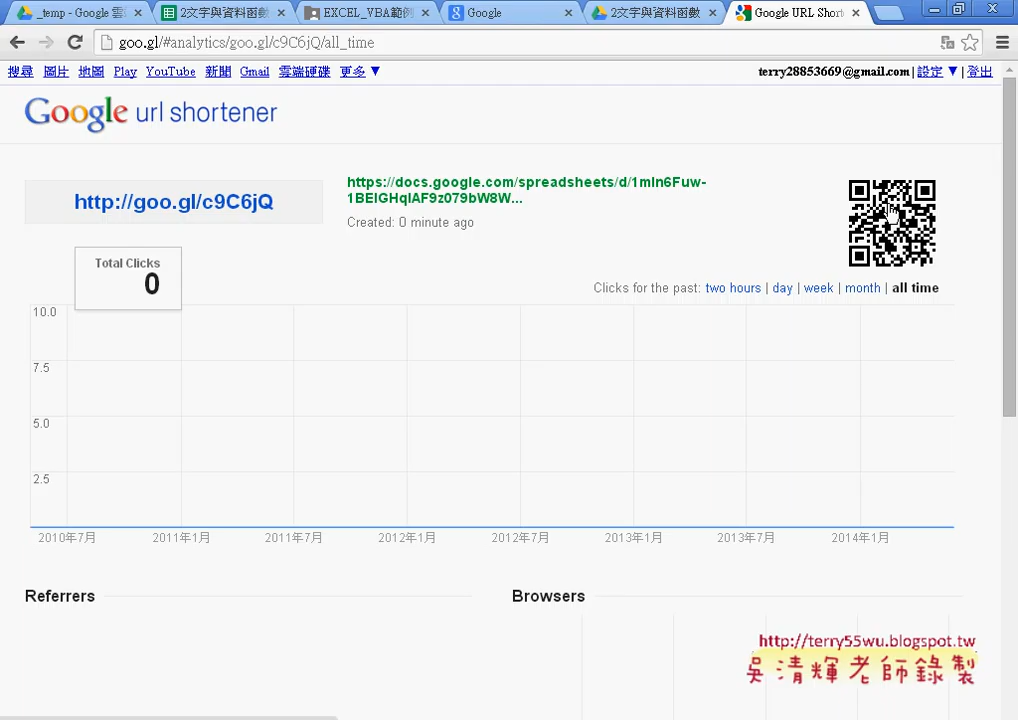 _temp - Google 雲
2文字與資料函數
EXCEL_VBA範例
Google
2文字與資料函數
Google URL Short
goo.gl/#analytics/goo.gl/c9C6jQ/all_time
搜尋 圖片 地圖 Play YouTube 新聞 Gmail 雲端硬碟 更多 ▼
terry28853669@gmail.com | 設定 ▼ | 登出
Google url shortener
http://goo.gl/c9C6jQ
https://docs.google.com/spreadsheets/d/1mIn6Fuw-
1BEIGHqIAF9z079bW8W...
Created: 0 minute ago
Total Clicks
0
Clicks for the past: two hours | day | week | month | all time
10.0
7.5
5.0
2.5
2010年7月 2011年1月 2011年7月 2012年1月 2012年7月 2013年1月 2013年7月 2014年1月
Referrers
Browsers
http://terry55wu.blogspot.tw
吳清輝老師錄製